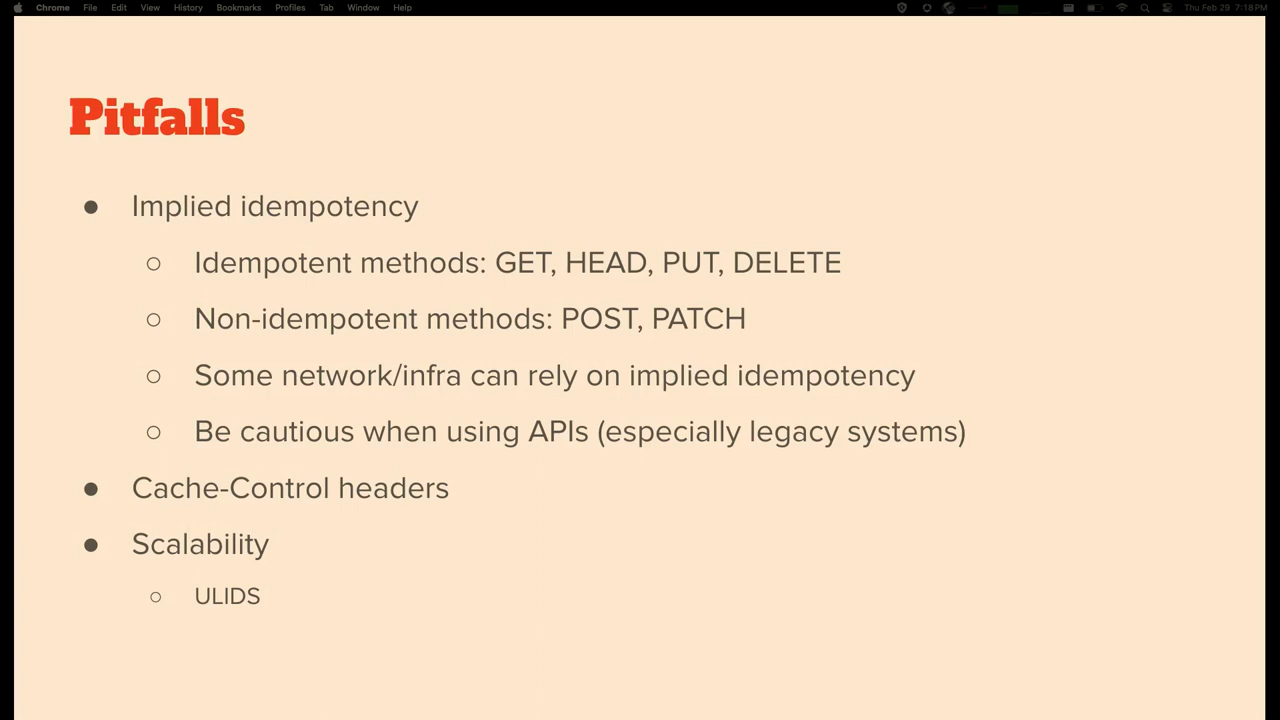 Chrome File Edit View History Bookmarks Profiles Tab Window Help Thu Feb 29 7:18 PM
Pitfalls
● Implied idempotency
○ Idempotent methods: GET, HEAD, PUT, DELETE
○ Non-idempotent methods: POST, PATCH
○ Some network/infra can rely on implied idempotency
○ Be cautious when using APIs (especially legacy systems)
● Cache-Control headers
● Scalability
○ ULIDS